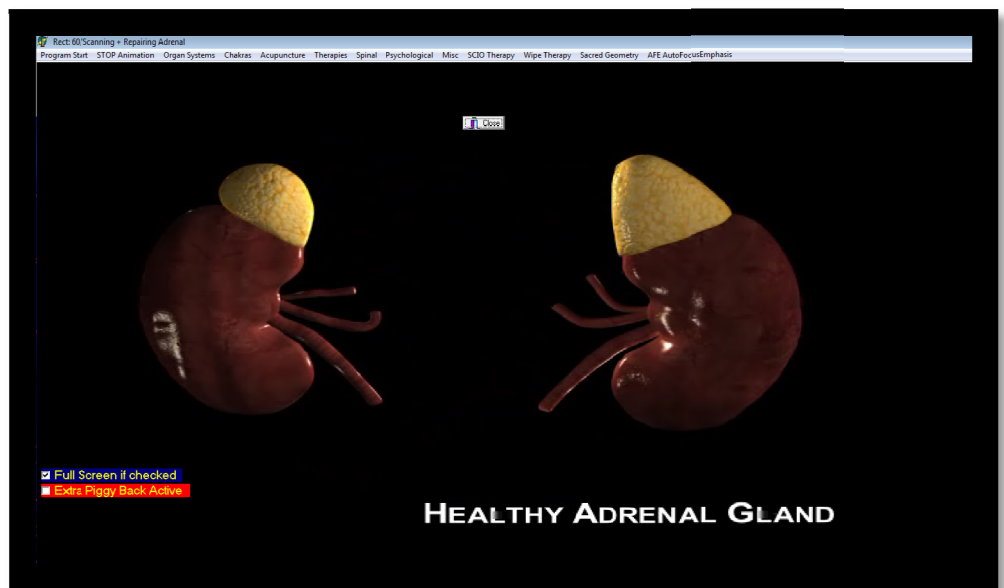 Rect: 60/Scanning + Repairing Adrenal
Program Start STOP Animation Organ Systems Chakras Acupuncture Therapies Spinal Psychological Misc SCIO Therapy Wipe Therapy Sacred Geometry AFE AutoFocusEmphasis
Close
Full Screen if checked
Extra Piggy Back Active
HEALTHY ADRENAL GLAND